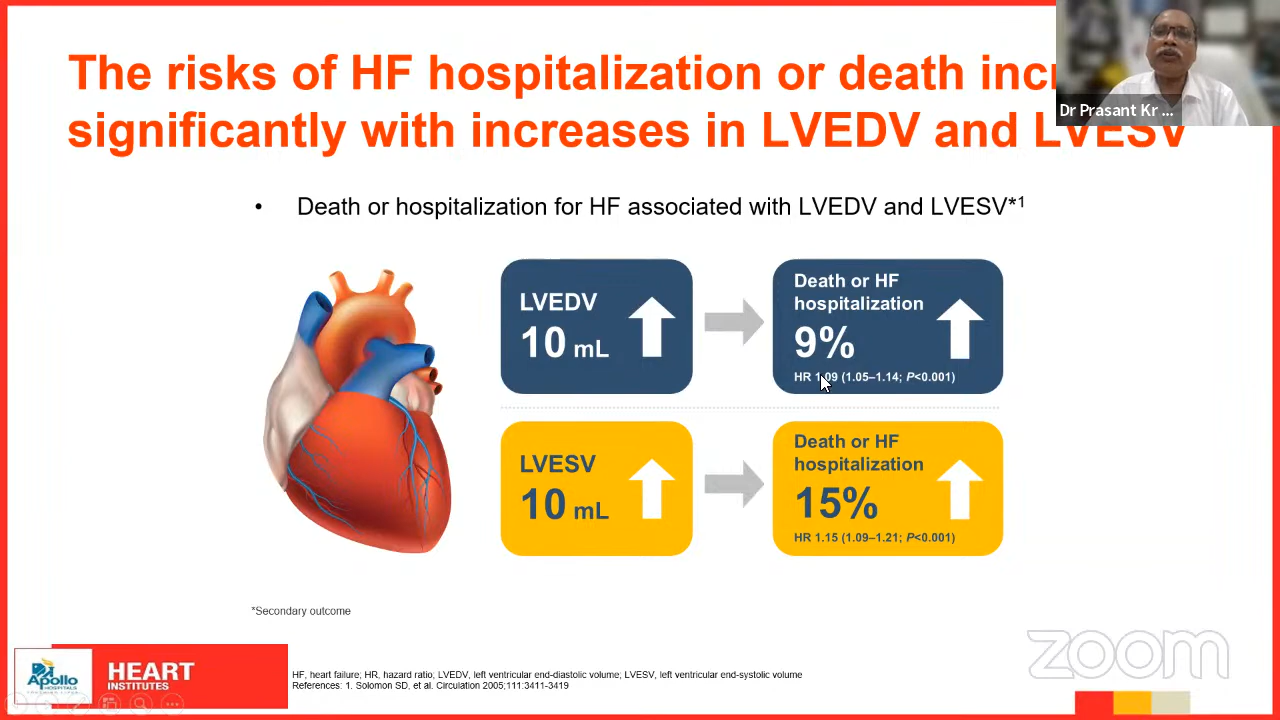 The risks of HF hospitalization or death
significantly with increases in LVEDV and LVESV
Dr Prasant Kr ...
• Death or hospitalization for HF associated with LVEDV and LVESV*1
LVEDV
10 mL
Death or HF
hospitalization
9%
HR 1.09 (1.05–1.14; P<0.001)
LVESV
10 mL
Death or HF
hospitalization
15%
HR 1.15 (1.09–1.21; P<0.001)
*Secondary outcome
zoom
Apollo
HOSPITALS
HEART
INSTITUTES
HF, heart failure; HR, hazard ratio; LVEDV, left ventricular end-diastolic volume; LVESV, left ventricular end-systolic volume
References: 1. Solomon SD, et al. Circulation 2005;111:3411-3419